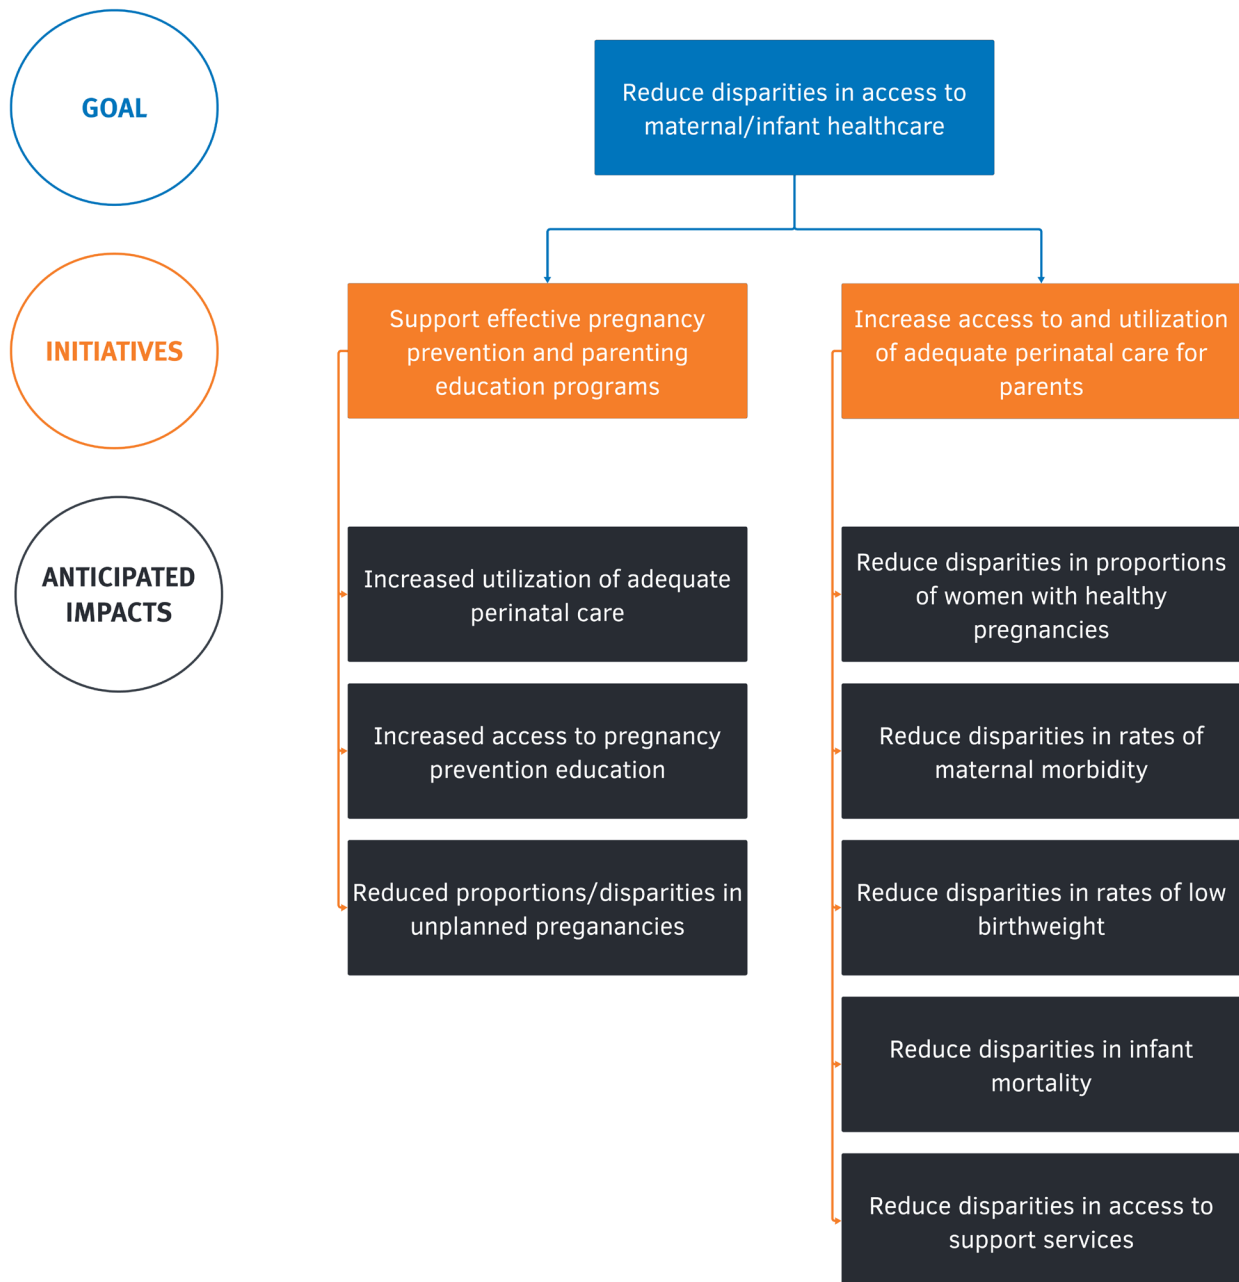 GOAL
Reduce disparities in access to
maternal/infant healthcare
INITIATIVES
Support effective pregnancy
prevention and parenting
education programs
Increase access to and utilization
of adequate perinatal care for
parents
ANTICIPATED
IMPACTS
Increased utilization of adequate
perinatal care
Increased access to pregnancy
prevention education
Reduced proportions/disparities in
unplanned preganancies
Reduce disparities in proportions
of women with healthy
pregnancies
Reduce disparities in rates of
maternal morbidity
Reduce disparities in rates of low
birthweight
Reduce disparities in infant
mortality
Reduce disparities in access to
support services